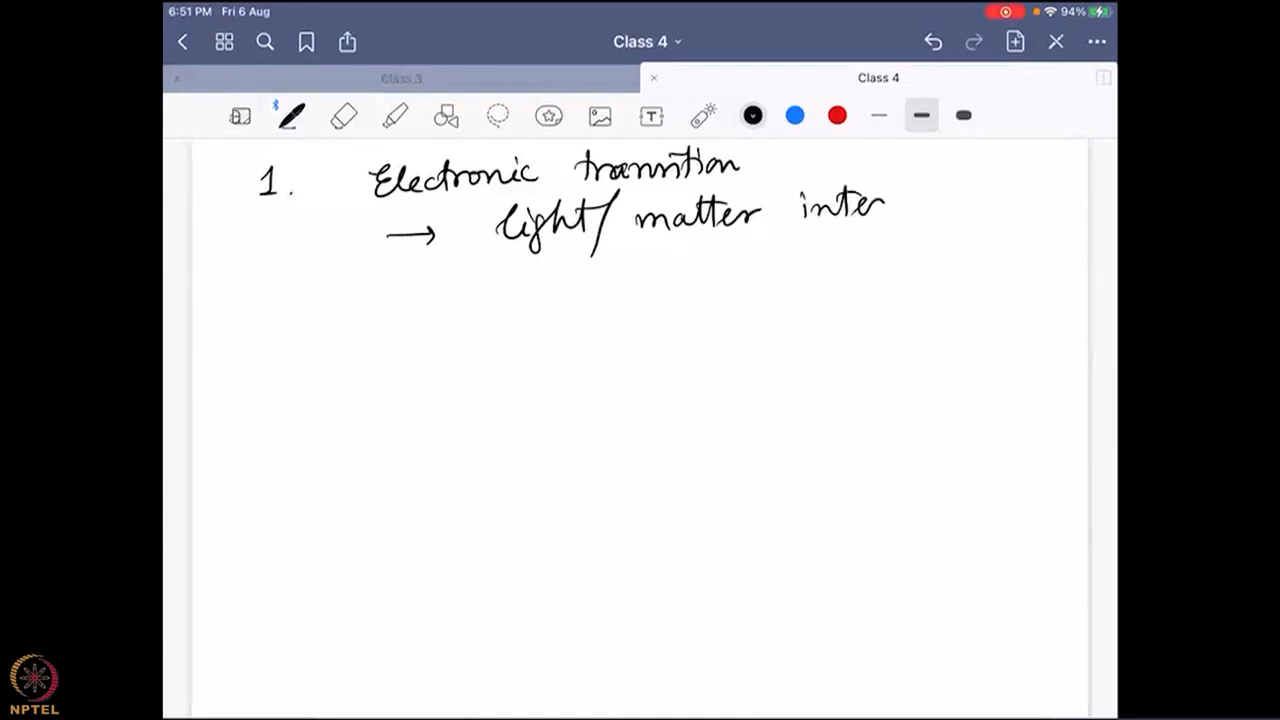 6:51 PM Fri 6 Aug 94%
Class 4
Class 3 Class 4
T
1. Electronic transition
→ light/ matter inter
NPTEL